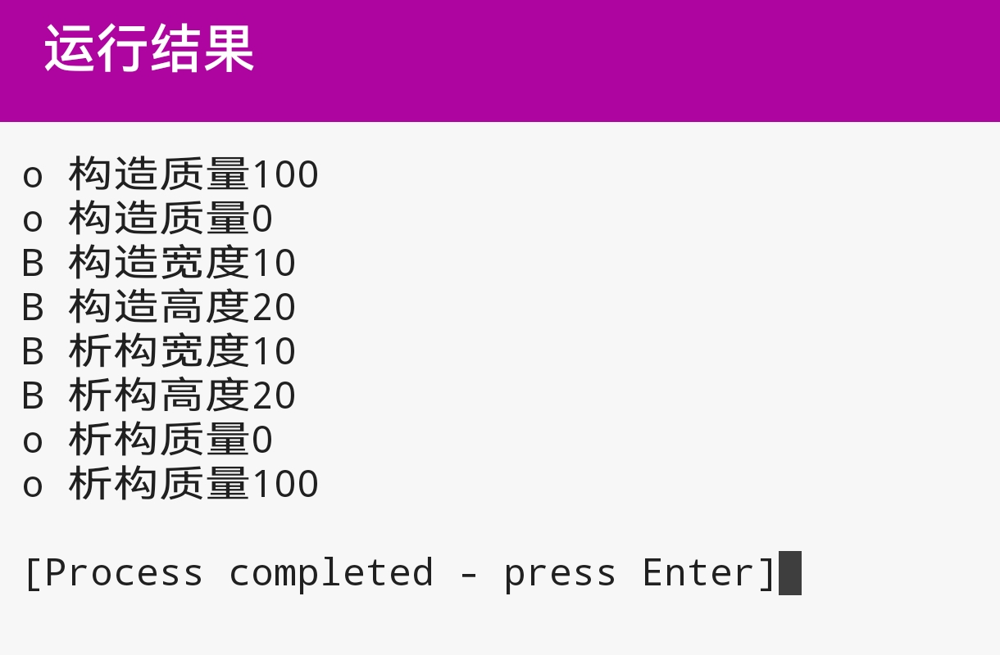 运行结果
o 构造质量100
o 构造质量0
B 构造宽度10
B 构造高度20
B 析构宽度10
B 析构高度20
o 析构质量0
o 析构质量100
[Process completed - press Enter]